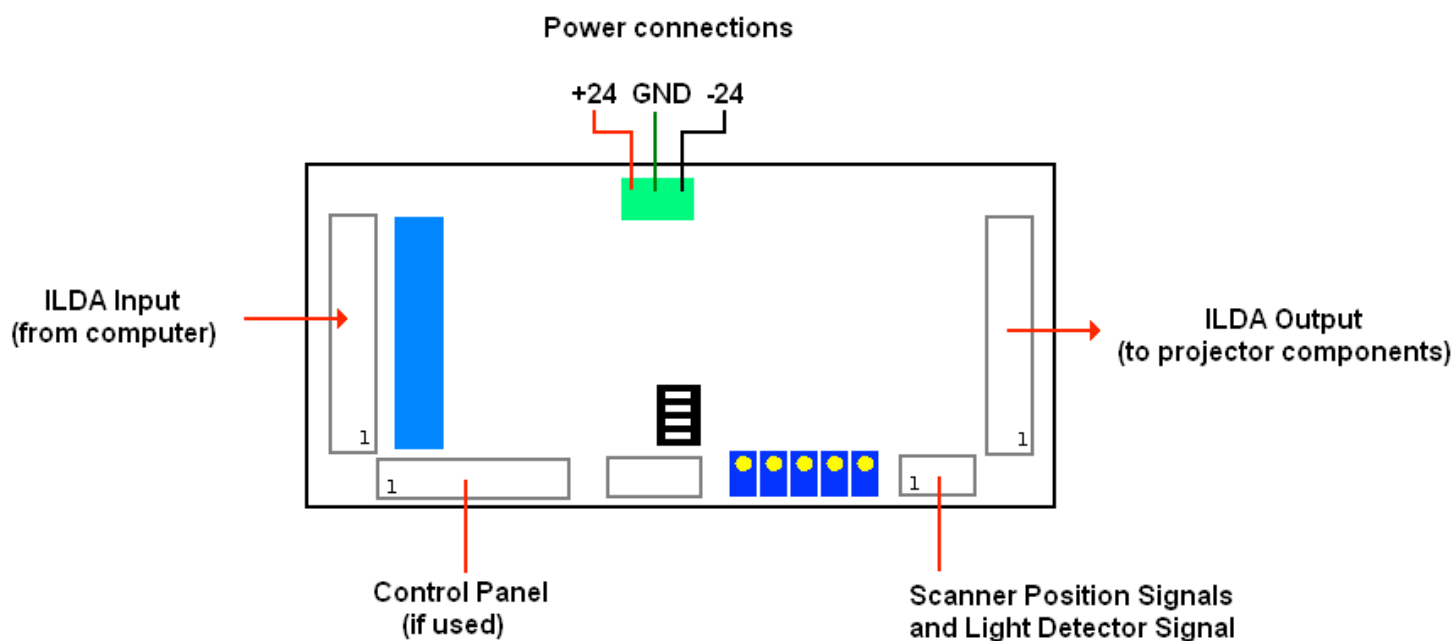 Power connections
+24 GND -24
ILDA Input
(from computer)
ILDA Output
(to projector components)
1
1
1
1
Control Panel
(if used)
Scanner Position Signals
and Light Detector Signal